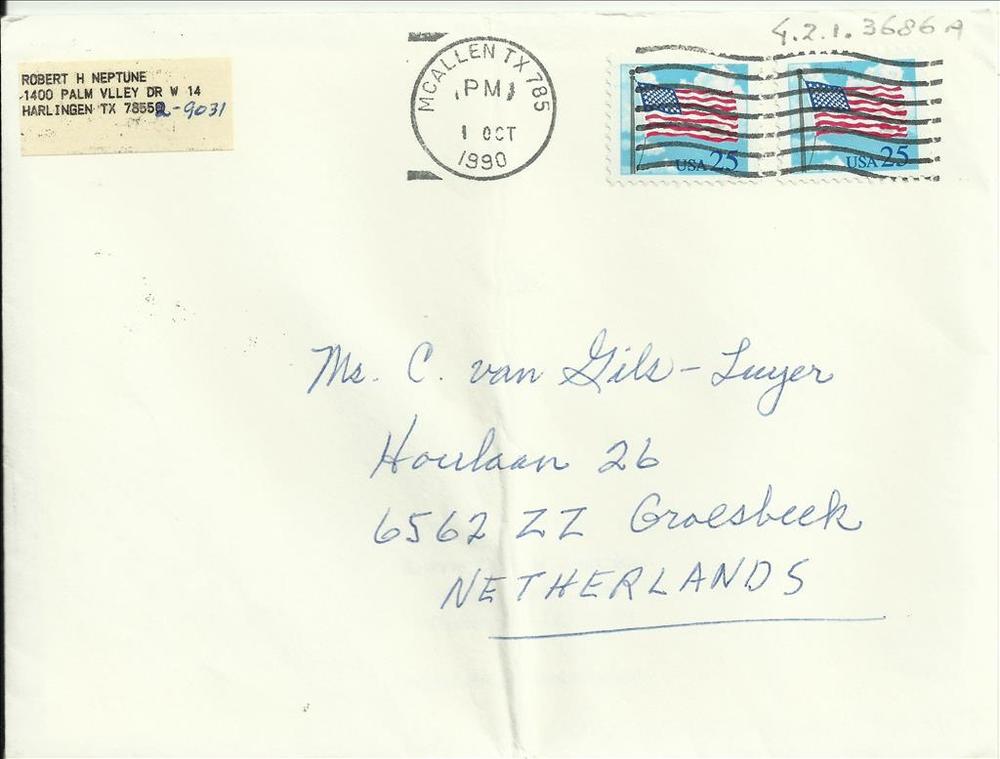 4.2.1.3686A
ROBERT H NEPTUNE
1400 PALM VLLEY DR W 14
HARLINGEN TX 78552-9031
MCALLEN TX 785
PM
1 OCT
1990
USA 25
USA 25
Ms. C. van Gils-Luyer
Houlaan 26
6562 ZZ Groesbeek
NETHERLANDS